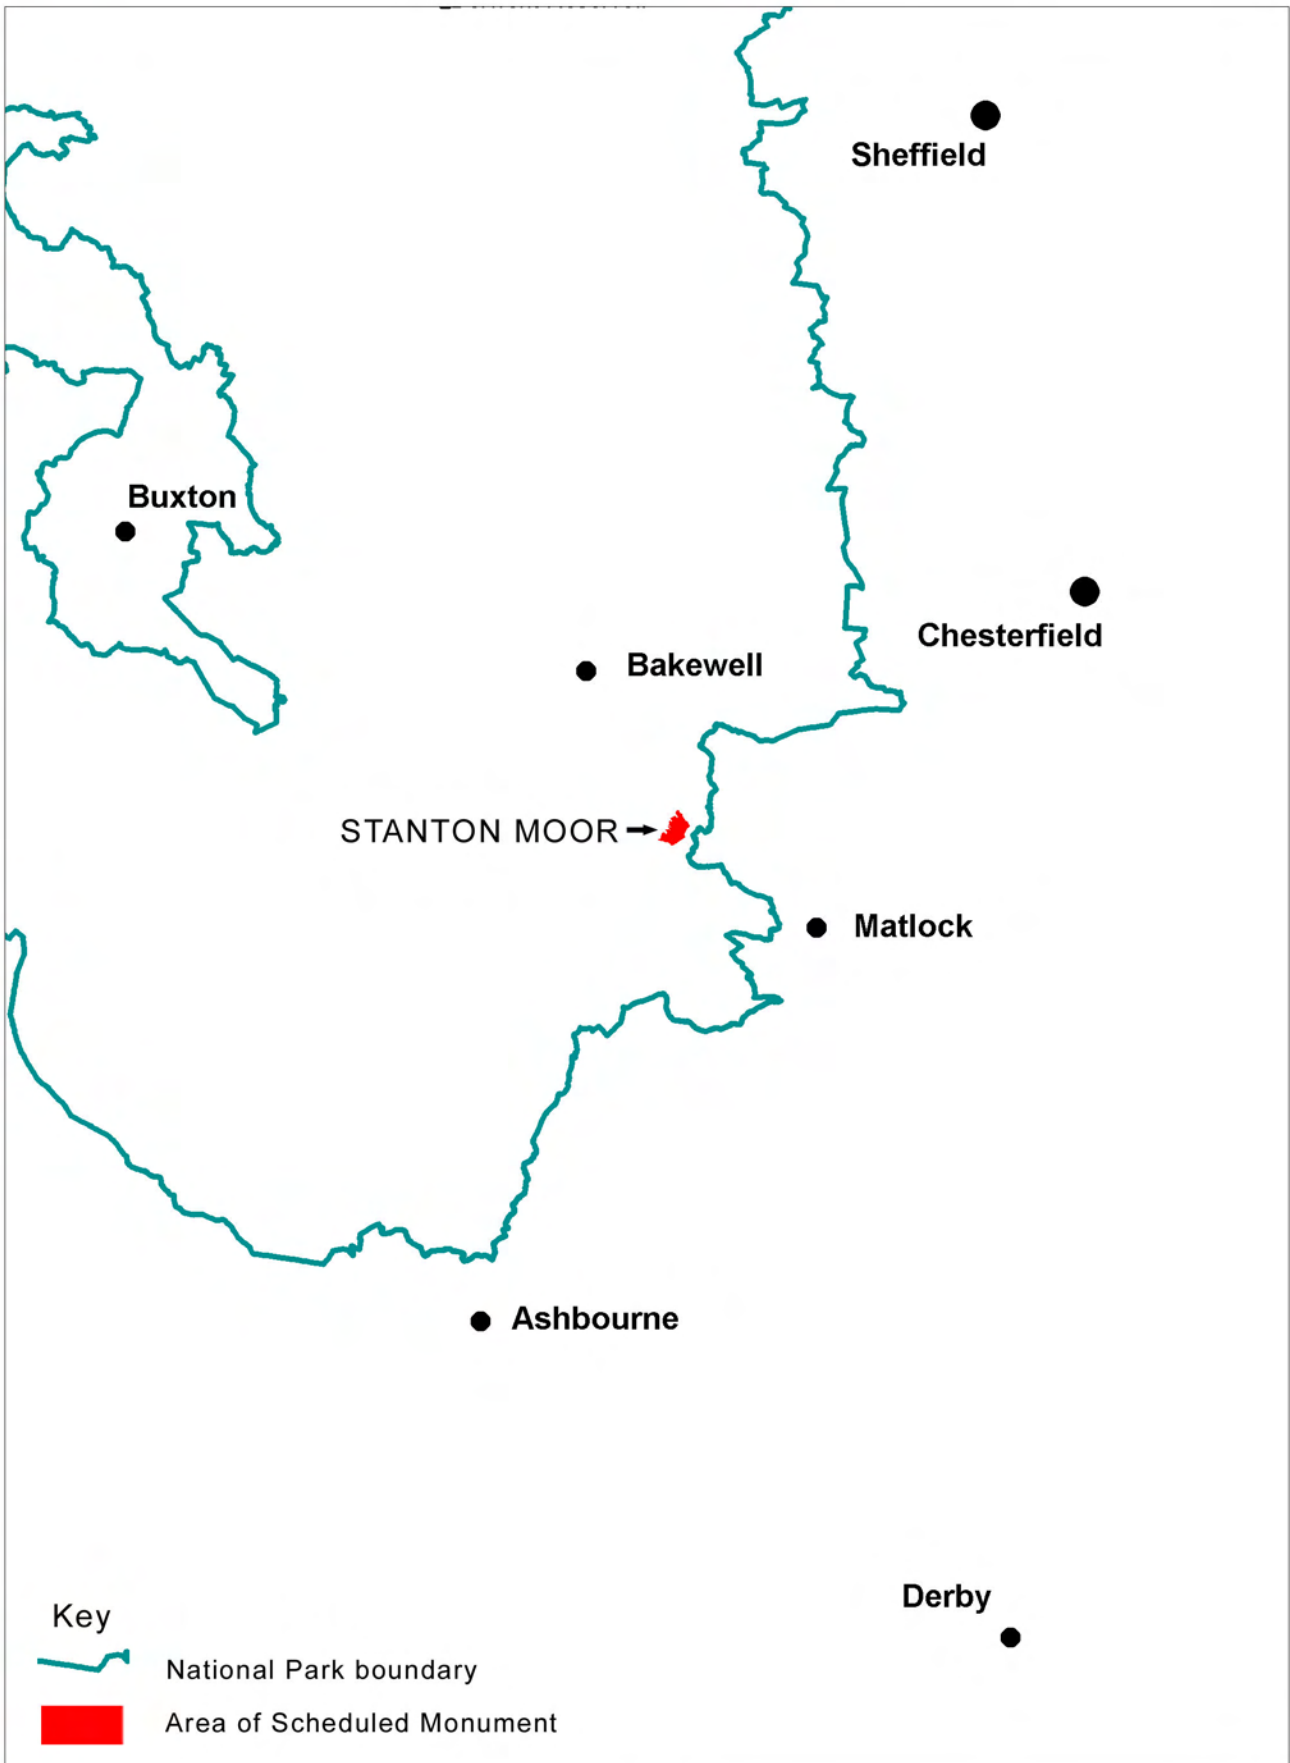 Sheffield
Buxton
Chesterfield
Bakewell
STANTON MOOR
Matlock
Ashbourne
Derby
Key
National Park boundary
Area of Scheduled Monument